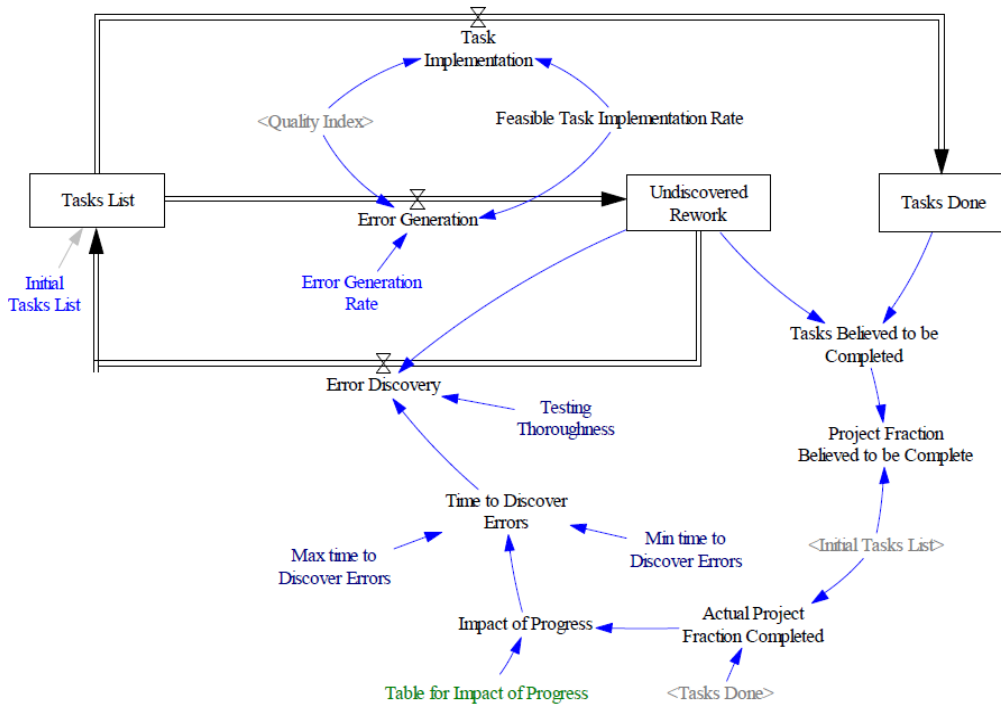 Task
Implementation
<Quality Index>
Feasible Task Implementation Rate
Tasks List
Undiscovered
Rework
Tasks Done
Error Generation
Initial
Tasks List
Error Generation
Rate
Tasks Believed to be
Completed
Error Discovery
Testing
Thoroughness
Project Fraction
Believed to be Complete
Time to Discover
Errors
Max time to
Discover Errors
Min time to
Discover Errors
<Initial Tasks List>
Impact of Progress
Actual Project
Fraction Completed
Table for Impact of Progress
<Tasks Done>